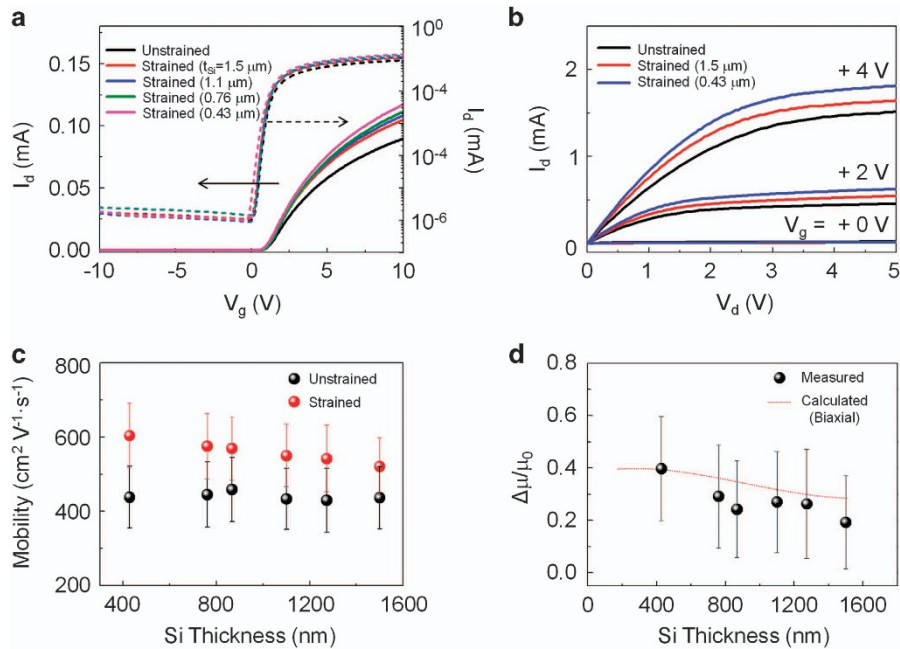 a
Unstrained
Strained (tSi=1.5 μm)
Strained (1.1 μm)
Strained (0.76 μm)
Strained (0.43 μm)
0.15
0.10
0.05
0.00
Id (mA)
10^0
10^-4
10^-4
10^-6
Id (mA)
-10
-5
0
5
10
Vg (V)
b
Unstrained
Strained (1.5 μm)
Strained (0.43 μm)
+ 4 V
+ 2 V
Vg = + 0 V
2
1
0
Id (mA)
0
1
2
3
4
5
Vd (V)
c
Unstrained
Strained
800
600
400
200
Mobility (cm² V⁻¹·s⁻¹)
400
800
1200
1600
Si Thickness (nm)
d
Measured
Calculated
(Biaxial)
0.8
0.6
0.4
0.2
0.0
Δμ/μ₀
0
400
800
1200
1600
Si Thickness (nm)